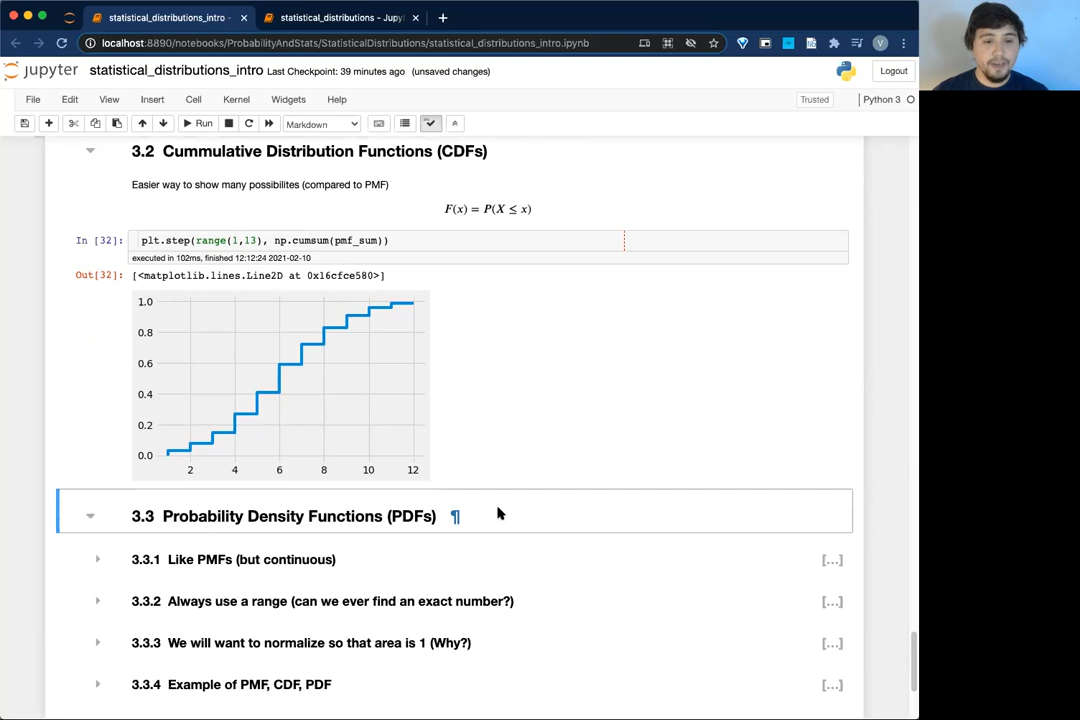 statistical_distributions_intro -
statistical_distributions - Jupyt
localhost:8890/notebooks/ProbabilityAndStats/StatisticalDistributions/statistical_distributions_intro.ipynb
V
jupyter statistical_distributions_intro Last Checkpoint: 39 minutes ago (unsaved changes)
Logout
File Edit View Insert Cell Kernel Widgets Help
Trusted
Python 3
Run
Markdown
3.2 Cummulative Distribution Functions (CDFs)
Easier way to show many possibilites (compared to PMF)
F(x) = P(X ≤ x)
In [32]: plt.step(range(1,13), np.cumsum(pmf_sum))
executed in 102ms, finished 12:12:24 2021-02-10
Out[32]: [<matplotlib.lines.Line2D at 0x16cfce580>]
1.0
0.8
0.6
0.4
0.2
0.0
2 4 6 8 10 12
3.3 Probability Density Functions (PDFs) ¶
3.3.1 Like PMFs (but continuous) [...]
3.3.2 Always use a range (can we ever find an exact number?) [...]
3.3.3 We will want to normalize so that area is 1 (Why?) [...]
3.3.4 Example of PMF, CDF, PDF [...]